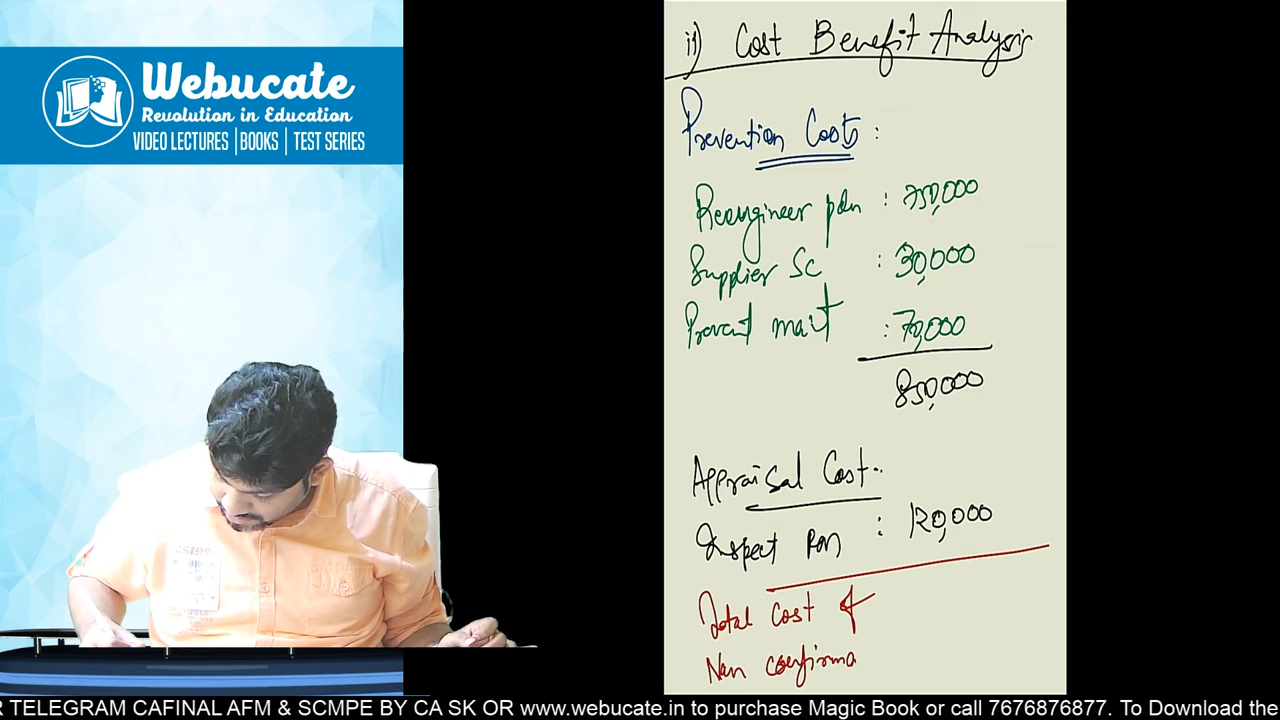 Webucate
Revolution in Education
VIDEO LECTURES | BOOKS | TEST SERIES
ii) Cost Benefit Analysis
Prevention Costs :
Reengineer pdn : 750,000
Supplier Sc : 30,000
Prevent mait : 70,000
850,000
Appraisal Cost:
Inspect Pdn : 120,000
Total Cost of
Non confirma
R TELEGRAM CAFINAL AFM & SCMPE BY CA SK OR www.webucate.in to purchase Magic Book or call 7676876877. To Download the